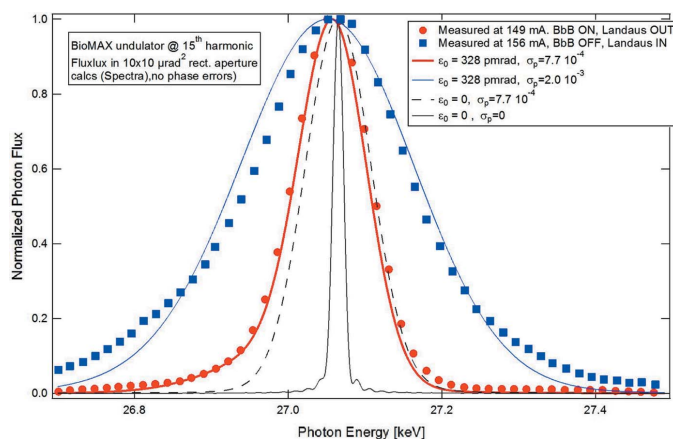 BioMAX undulator @ 15th harmonic
Fluxlux in 10x10 μrad2 rect. aperture
calcs (Spectra),no phase errors)
Measured at 149 mA. BbB ON, Landaus OUT
Measured at 156 mA, BbB OFF, Landaus IN
ε0 = 328 pmrad, σp=7.7 10-4
ε0 = 328 pmrad, σp=2.0 10-3
ε0 = 0, σp=7.7 10-4
ε0 = 0 , σp=0
Normalized Photon Flux
1.0
0.8
0.6
0.4
0.2
0.0
26.8
27.0
27.2
27.4
Photon Energy [keV]